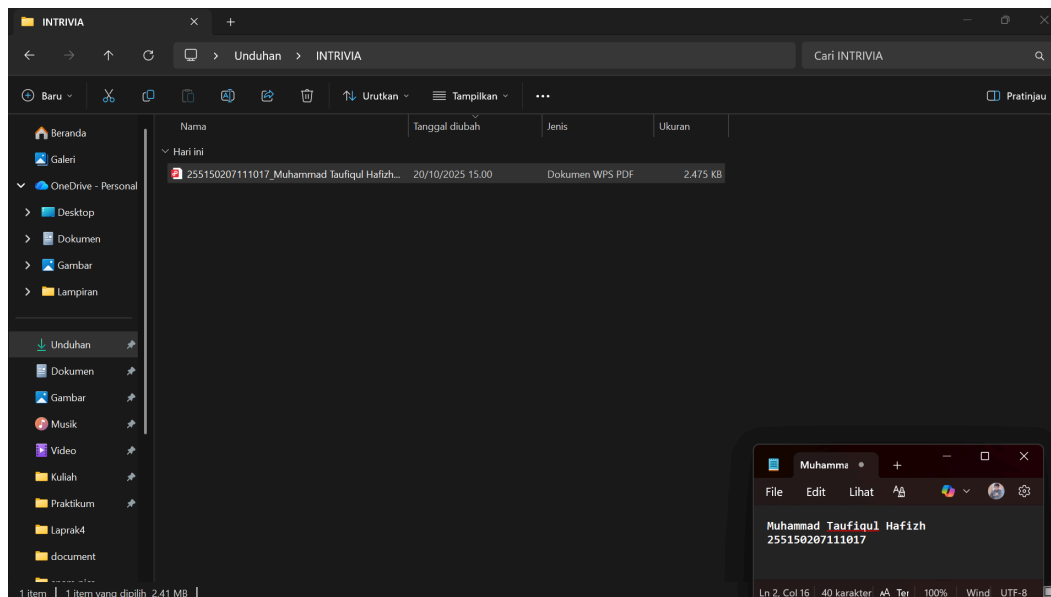 INTRIVIA
Unduhan > INTRIVIA
Cari INTRIVIA
Baru
Urutkan
Tampilkan
Pratinjau
Nama Tanggal diubah Jenis Ukuran
Hari ini
255150207111017_Muhammad Taufiqul Hafizh... 20/10/2025 15.00 Dokumen WPS PDF 2.475 KB
Beranda
Galeri
OneDrive - Personal
Desktop
Dokumen
Gambar
Lampiran
Unduhan
Dokumen
Gambar
Musik
Video
Kuliah
Praktikum
Laprak4
document
1 item 1 item yang dipilih 2,41 MB
Muhamma
File Edit Lihat
Muhammad Taufiqul Hafizh
255150207111017
Ln 2, Col 16 40 karakter Ter 100% Wind UTF-8